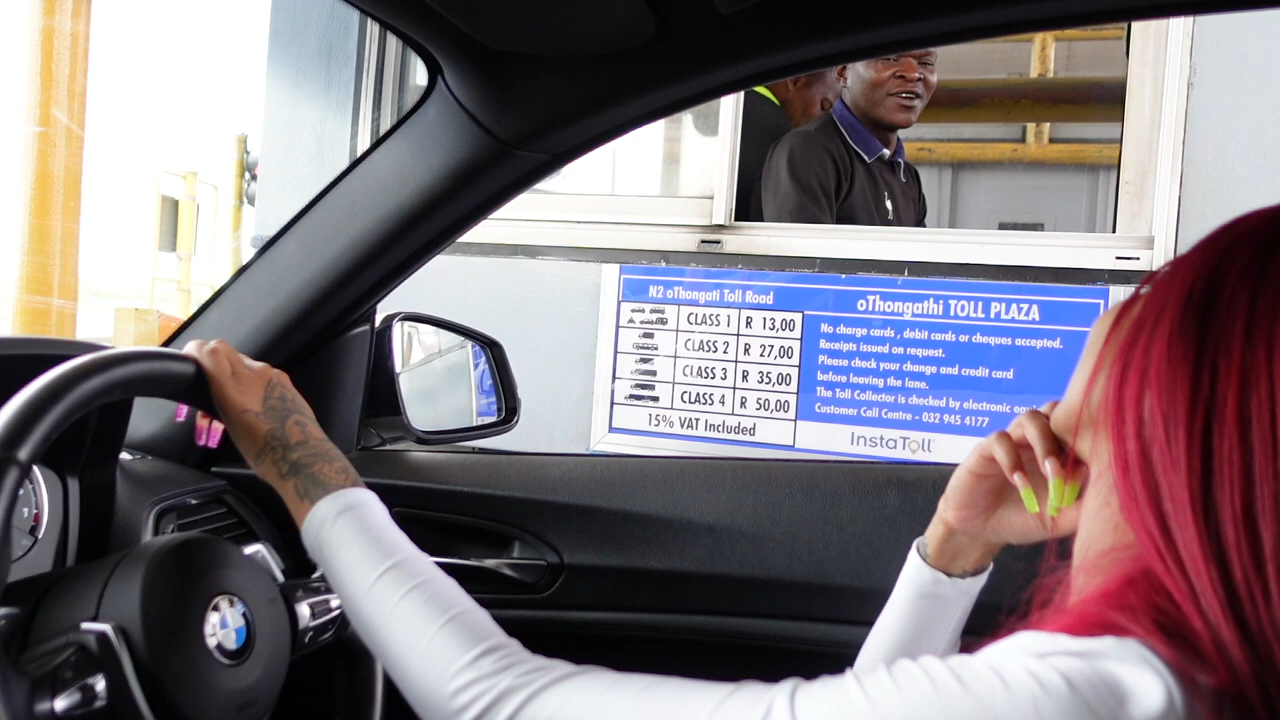 N2 oThongati Toll Road
CLASS 1 R 13,00
CLASS 2 R 27,00
CLASS 3 R 35,00
CLASS 4 R 50,00
15% VAT Included
oThongathi TOLL PLAZA
No charge cards , debit cards or cheques accepted.
Receipts issued on request.
Please check your change and credit card
before leaving the lane.
The Toll Collector is checked by electronic
Customer Call Centre - 032 945 4177
InstaToll